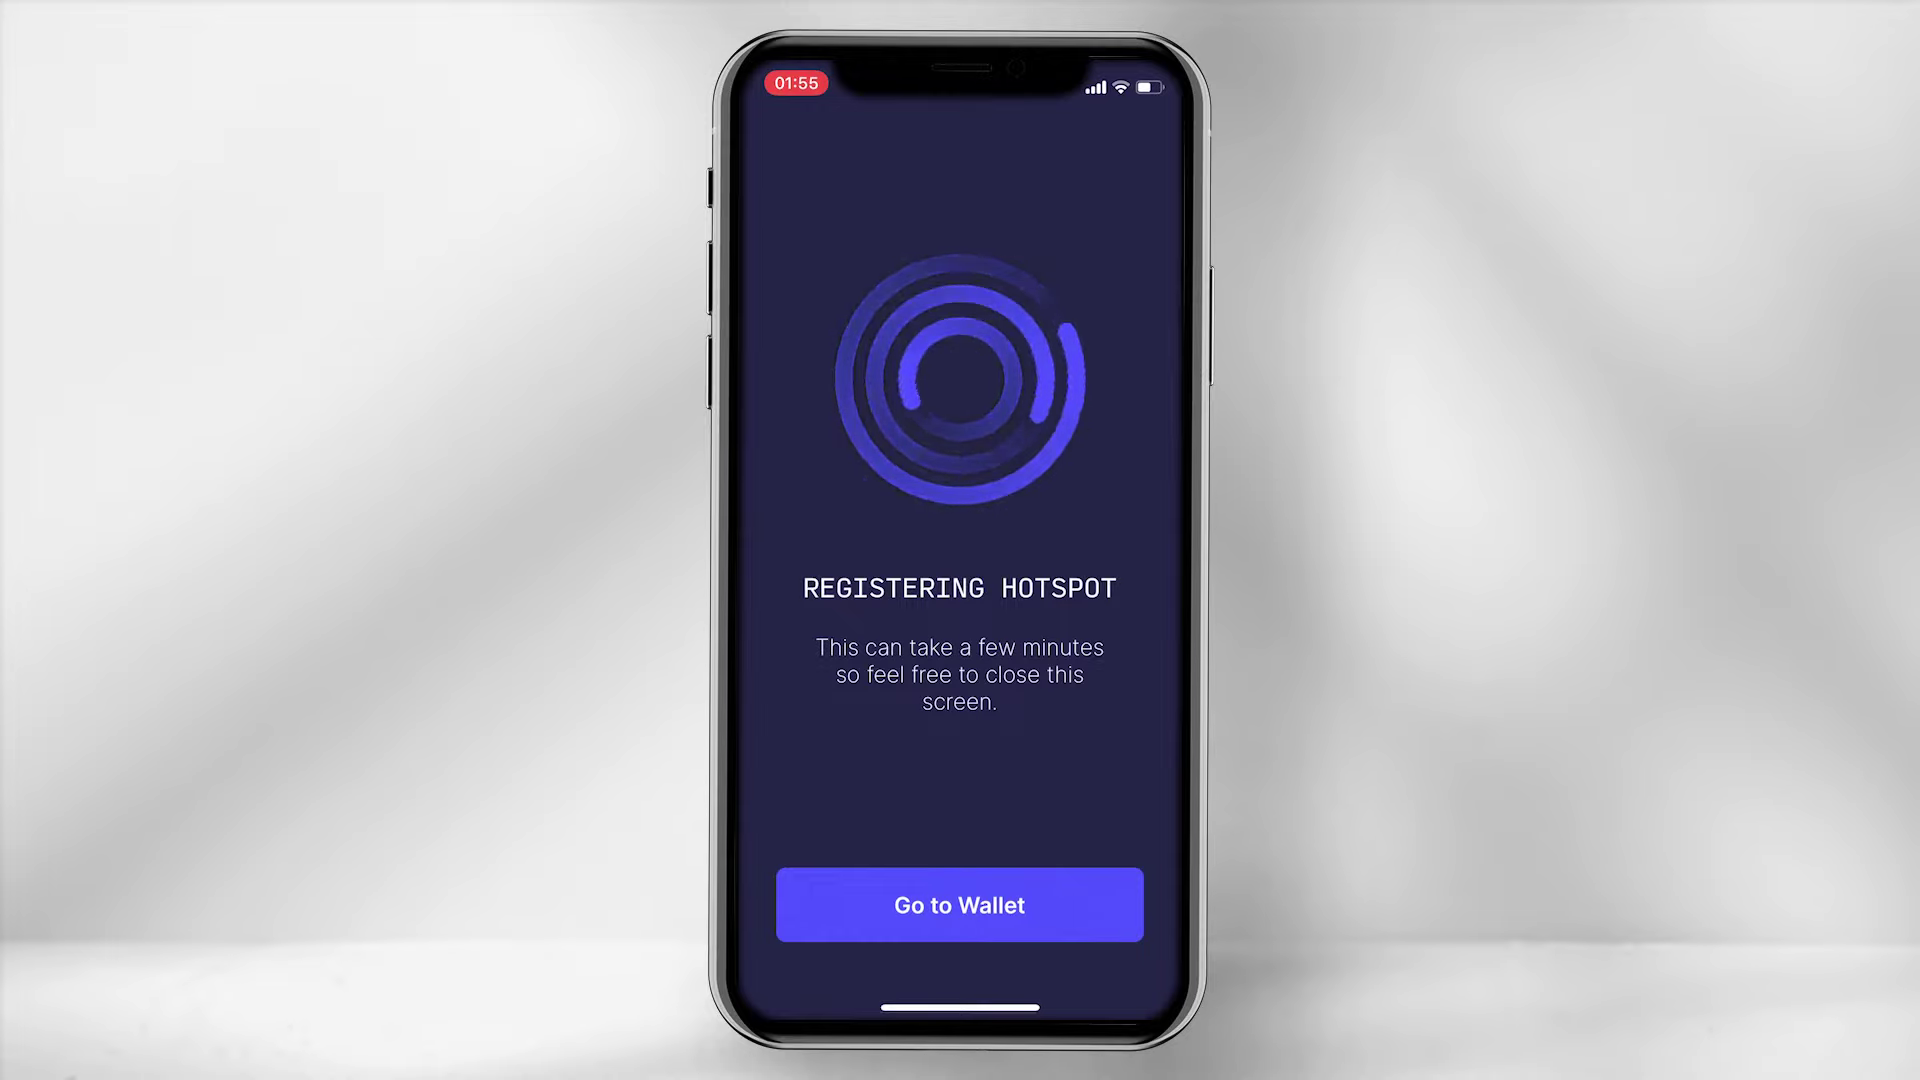 01:55
REGISTERING HOTSPOT
This can take a few minutes
so feel free to close this
screen.
Go to Wallet